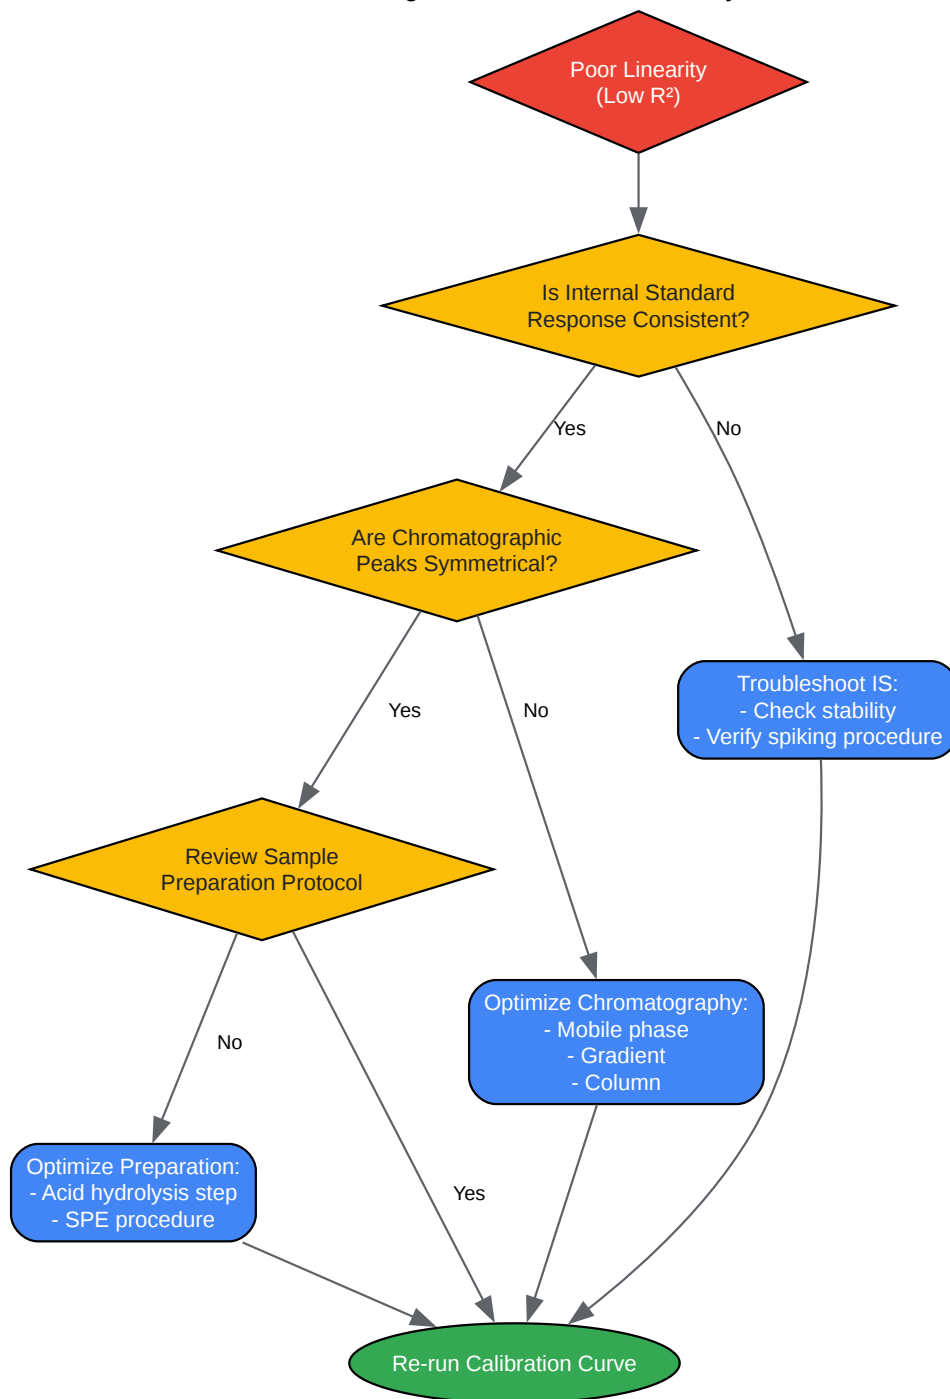 Poor Linearity
(Low R²)
Is Internal Standard
Response Consistent?
Yes
No
Are Chromatographic
Peaks Symmetrical?
Troubleshoot IS:
- Check stability
- Verify spiking procedure
Yes
No
Review Sample
Preparation Protocol
Optimize Chromatography:
- Mobile phase
- Gradient
- Column
No
Optimize Preparation:
- Acid hydrolysis step
- SPE procedure
Yes
Re-run Calibration Curve